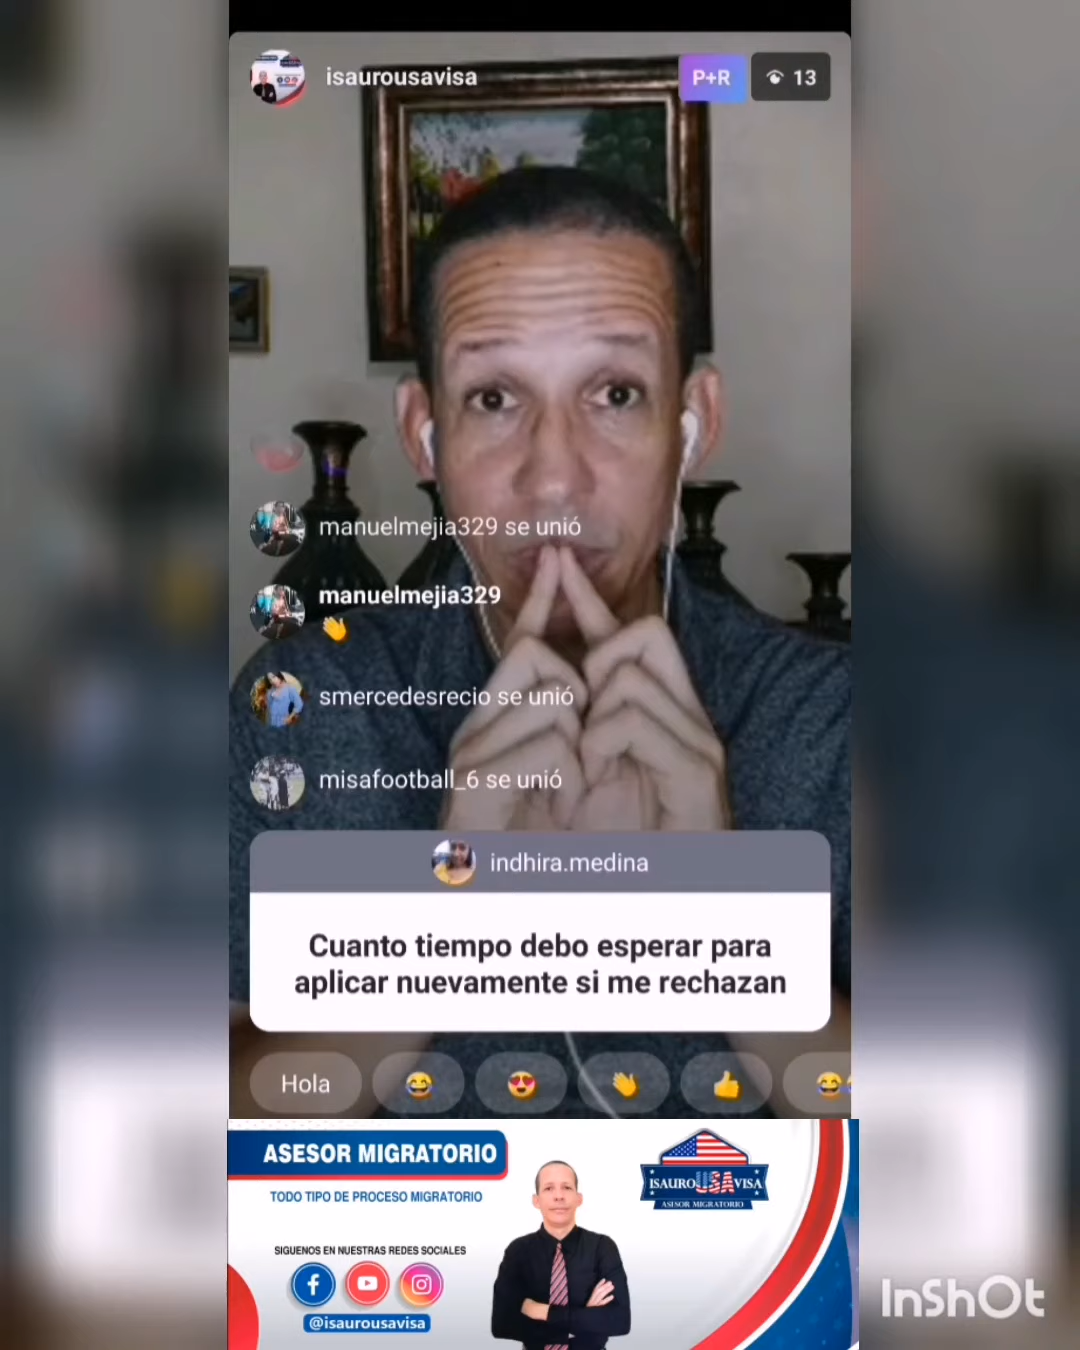 isaurousavisa
P+R
13
manuelmejia329 se unió
manuelmejia329
smercedesrecio se unió
misafootball_6 se unió
indhira.medina
Cuanto tiempo debo esperar para
aplicar nuevamente si me rechazan
Hola
ASESOR MIGRATORIO
TODO TIPO DE PROCESO MIGRATORIO
SIGUENOS EN NUESTRAS REDES SOCIALES
@isaurousavisa
ISAURO USA VISA
ASESOR MIGRATORIO
InShOt